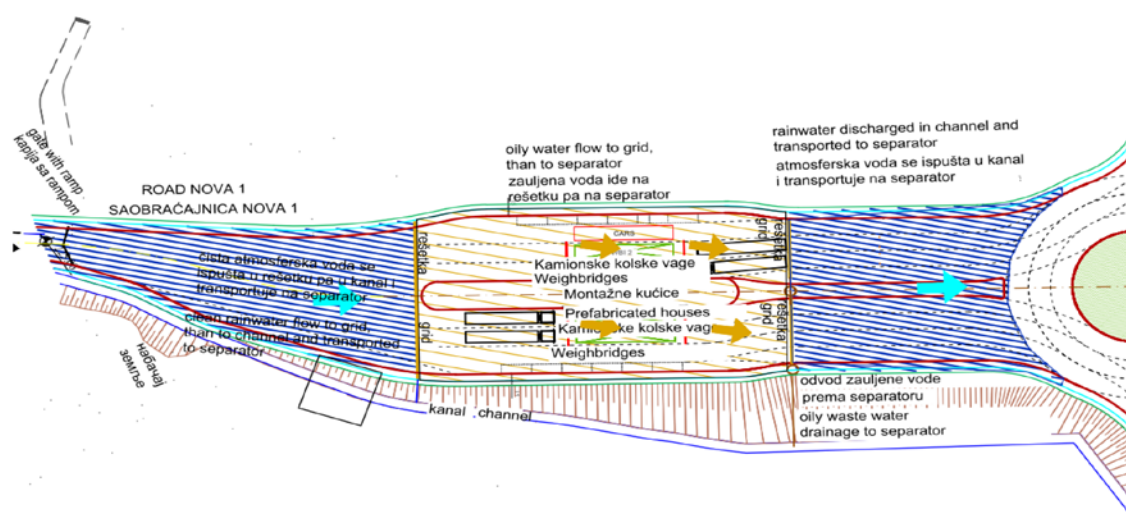 gate with ramp
kapija sa rampom
ROAD NOVA 1
SAOBRAĆAJNICA NOVA 1
oily water flow to grid,
than to separator
zauljena voda ide na
rešetku pa na separator
rainwater discharged in channel and
transported to separator
atmosferska voda se ispušta u kanal
i transportuje na separator
čista atmosferska voda se
ispušta u rešetku pa u kanal i
transportuje na separator
clean rainwater flow to grid,
than to channel and transported
to separator
rešetka
grid
CARS
Kamionske kolske vage
Weighbridges
Montažne kućice
Prefabricated houses
kolske vage
Weighbridges
rešetka
grid
rešetka
grid
набачај
земље
kanal channel
odvod zauljene vode
prema separatoru
oily waste water
drainage to separator